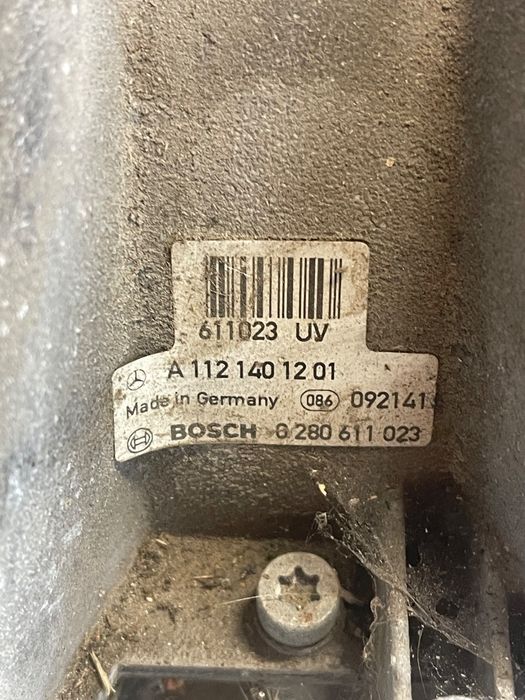 611023 UV
A 112 140 12 01
Made in Germany 086 092141
BOSCH 0 280 611 023